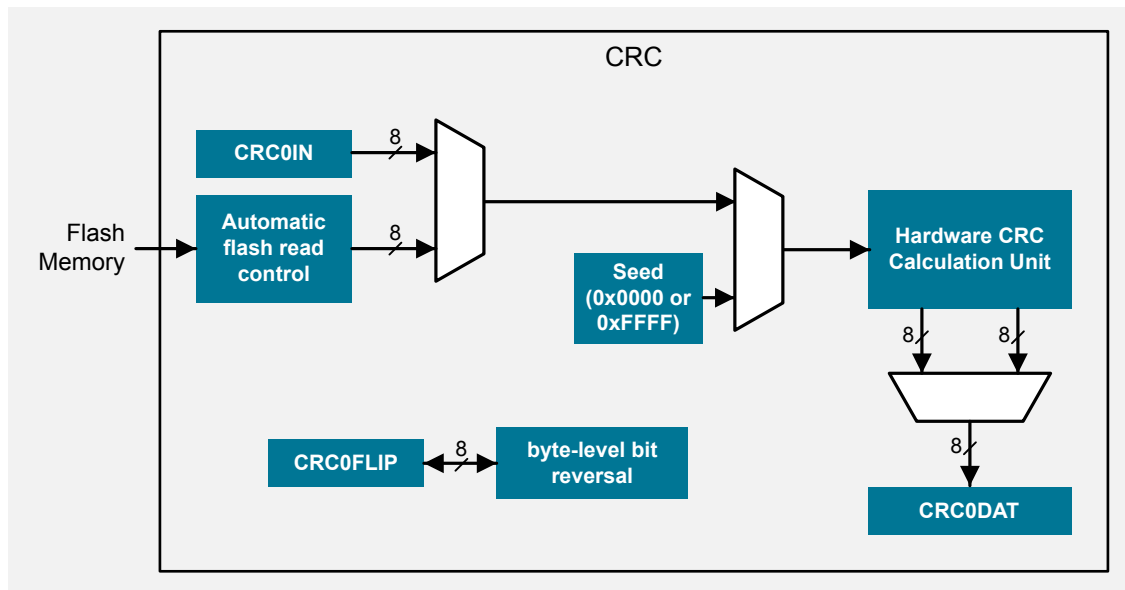 CRC
CRC0IN
8
Automatic
flash read
control
8
Flash
Memory
Seed
(0x0000 or
0xFFFF)
Hardware CRC
Calculation Unit
8
8
8
CRC0DAT
CRC0FLIP
8
byte-level bit
reversal